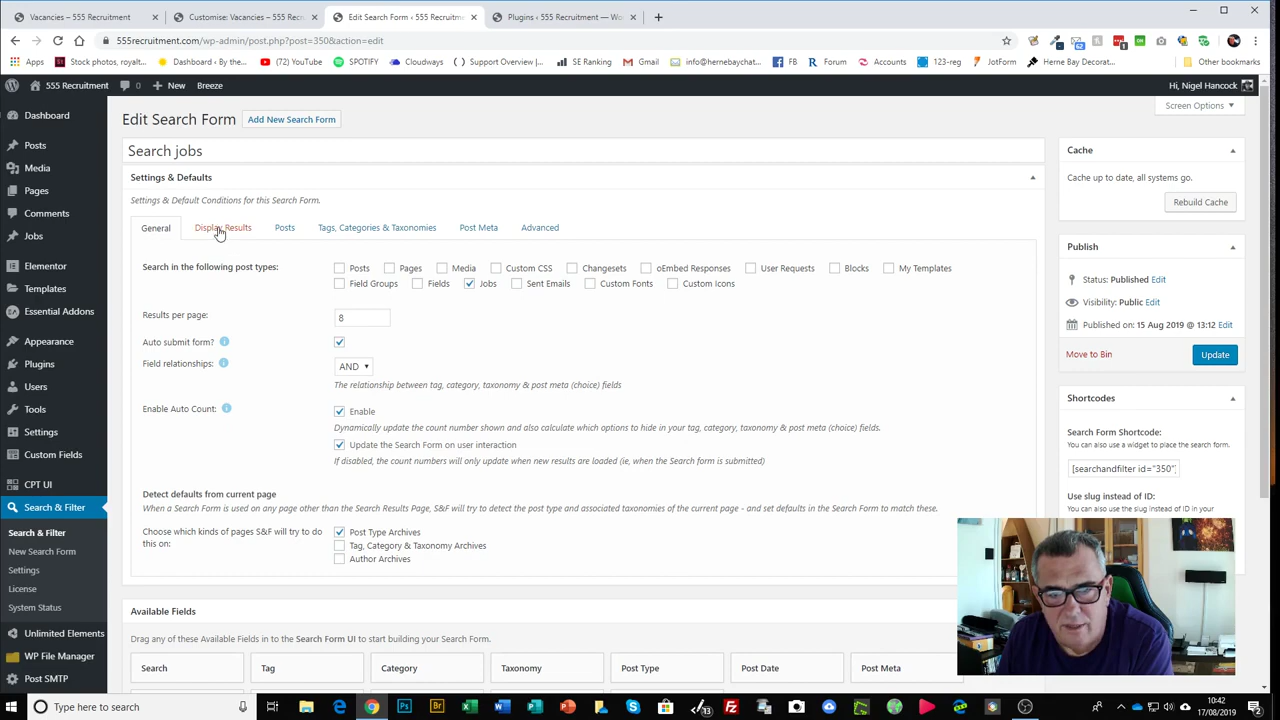 Vacancies – 555 Recruitment
Customise: Vacancies – 555 Recr
Edit Search Form ‹ 555 Recruitm
Plugins ‹ 555 Recruitment — Wo
555recruitment.com/wp-admin/post.php?post=350&action=edit
Apps
Stock photos, royalt...
Dashboard ‹ By the...
(72) YouTube
SPOTIFY
Cloudways
Support Overview...
SE Ranking
Gmail
info@hernebaychat...
FB
Forum
Accounts
123-reg
JotForm
Herne Bay Decorat...
Other bookmarks
555 Recruitment
0
New
Breeze
Hi, Nigel Hancock
Screen Options
Dashboard
Posts
Media
Pages
Comments
Jobs
Elementor
Templates
Essential Addons
Appearance
Plugins
Users
Tools
Settings
Custom Fields
CPT UI
Search & Filter
Search & Filter
New Search Form
Settings
License
System Status
Unlimited Elements
WP File Manager
Post SMTP
Edit Search Form
Add New Search Form
Search jobs
Settings & Defaults
Settings & Default Conditions for this Search Form.
General
Display Results
Posts
Tags, Categories & Taxonomies
Post Meta
Advanced
Search in the following post types:
Posts
Pages
Media
Custom CSS
Changesets
oEmbed Responses
User Requests
Blocks
My Templates
Field Groups
Fields
Jobs
Sent Emails
Custom Fonts
Custom Icons
Results per page:
8
Auto submit form?
Field relationships:
AND
The relationship between tag, category, taxonomy & post meta (choice) fields
Enable Auto Count:
Enable
Dynamically update the count number shown and also calculate which options to hide in your tag, category, taxonomy & post meta (choice) fields.
Update the Search Form on user interaction
If disabled, the count numbers will only update when new results are loaded (ie, when the Search form is submitted)
Detect defaults from current page
When a Search Form is used on any page other than the Search Results Page, S&F will try to detect the post type and associated taxonomies of the current page - and set defaults in the Search Form to match these.
Choose which kinds of pages S&F will try to do
this on:
Post Type Archives
Tag, Category & Taxonomy Archives
Author Archives
Available Fields
Drag any of these Available Fields in to the Search Form UI to start building your Search Form.
Search
Tag
Category
Taxonomy
Post Type
Post Date
Post Meta
Cache
Cache up to date, all systems go.
Rebuild Cache
Publish
Status: Published Edit
Visibility: Public Edit
Published on: 15 Aug 2019 @ 13:12 Edit
Move to Bin
Update
Shortcodes
Search Form Shortcode:
You can also use a widget to place the search form.
[searchandfilter id="350"]
Use slug instead of ID:
You can also use the slug instead of ID in your
Type here to search
10:42
17/08/2019